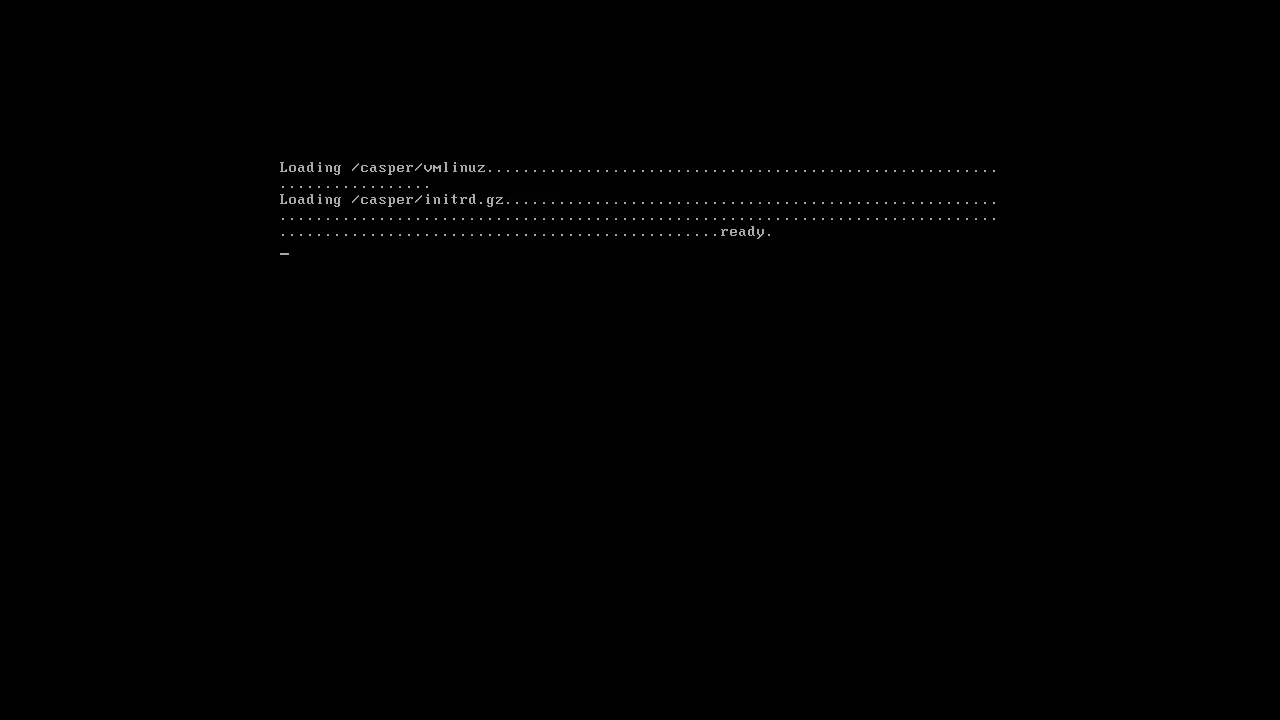 Loading /casper/vmlinuz.........................................................
.................
Loading /casper/initrd.gz.......................................................
................................................................................
.................................................ready.
_